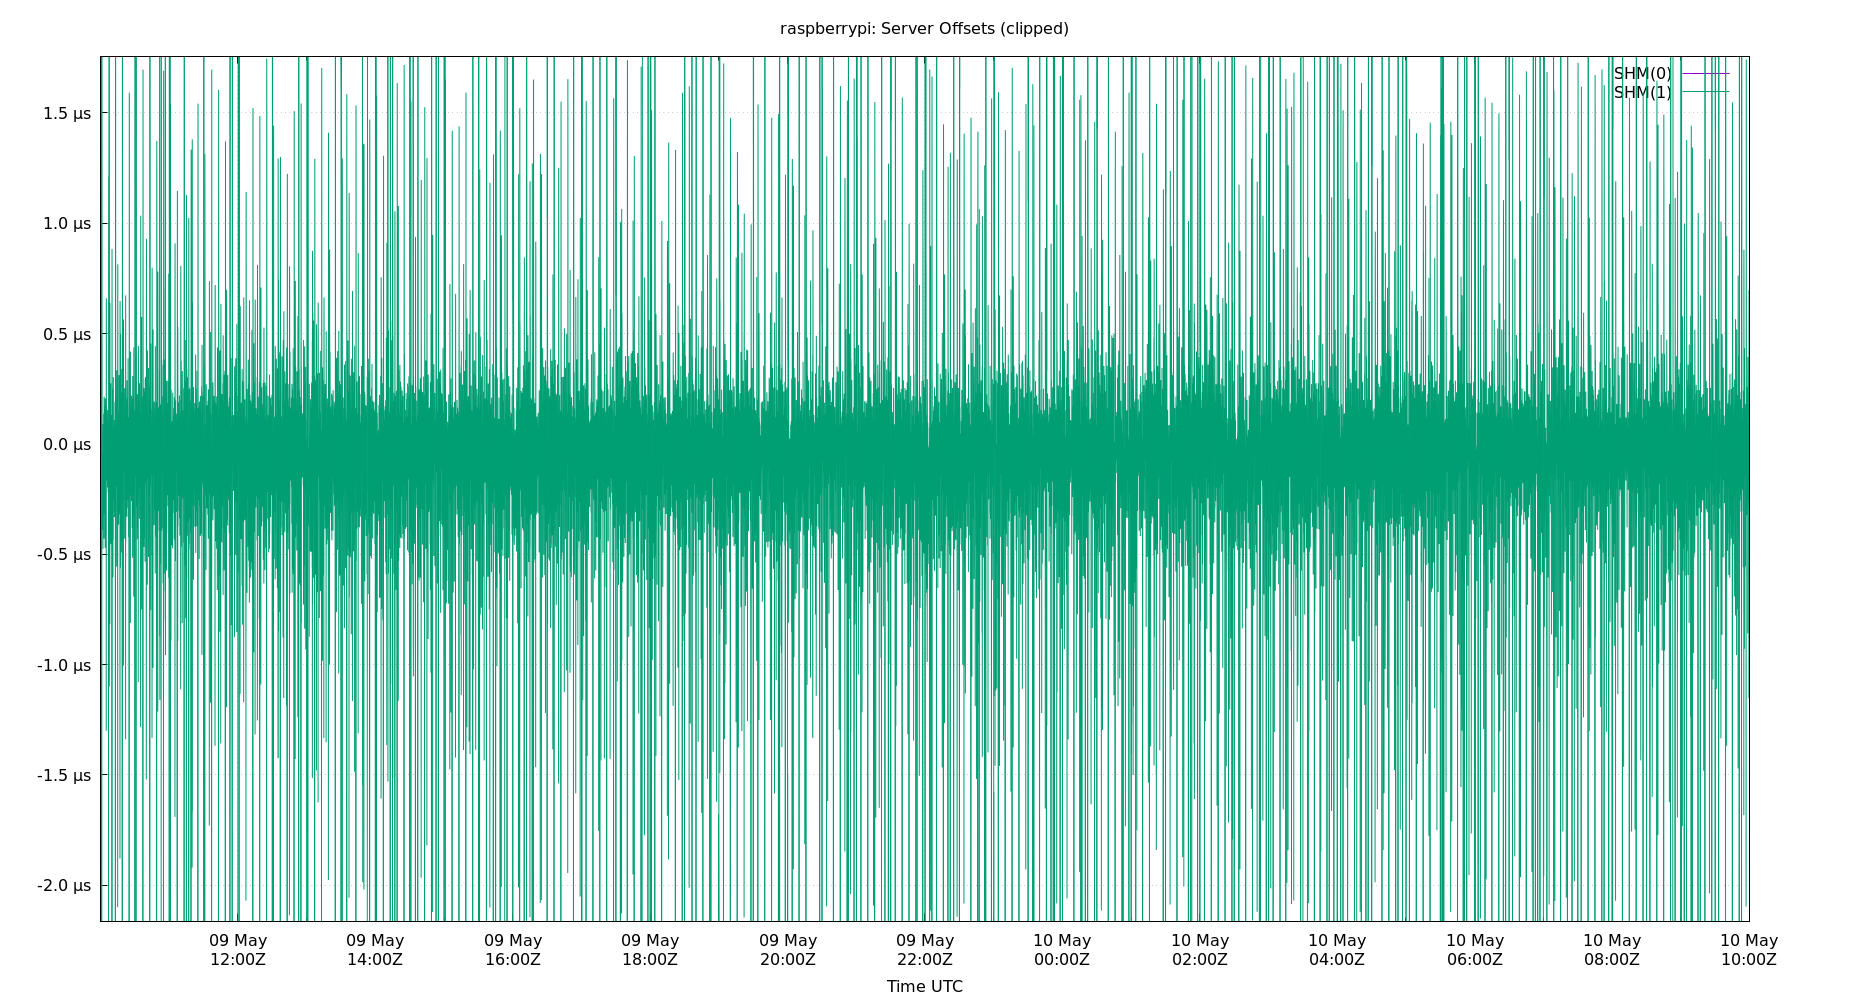 raspberrypi: Server Offsets (clipped)
SHM(0)
SHM(1)
1.5 µs
1.0 µs
0.5 µs
0.0 µs
-0.5 µs
-1.0 µs
-1.5 µs
-2.0 µs
09 May 09 May 09 May 09 May 09 May 09 May 10 May 10 May 10 May 10 May 10 May 10 May
12:00Z 14:00Z 16:00Z 18:00Z 20:00Z 22:00Z 00:00Z 02:00Z 04:00Z 06:00Z 08:00Z 10:00Z
Time UTC